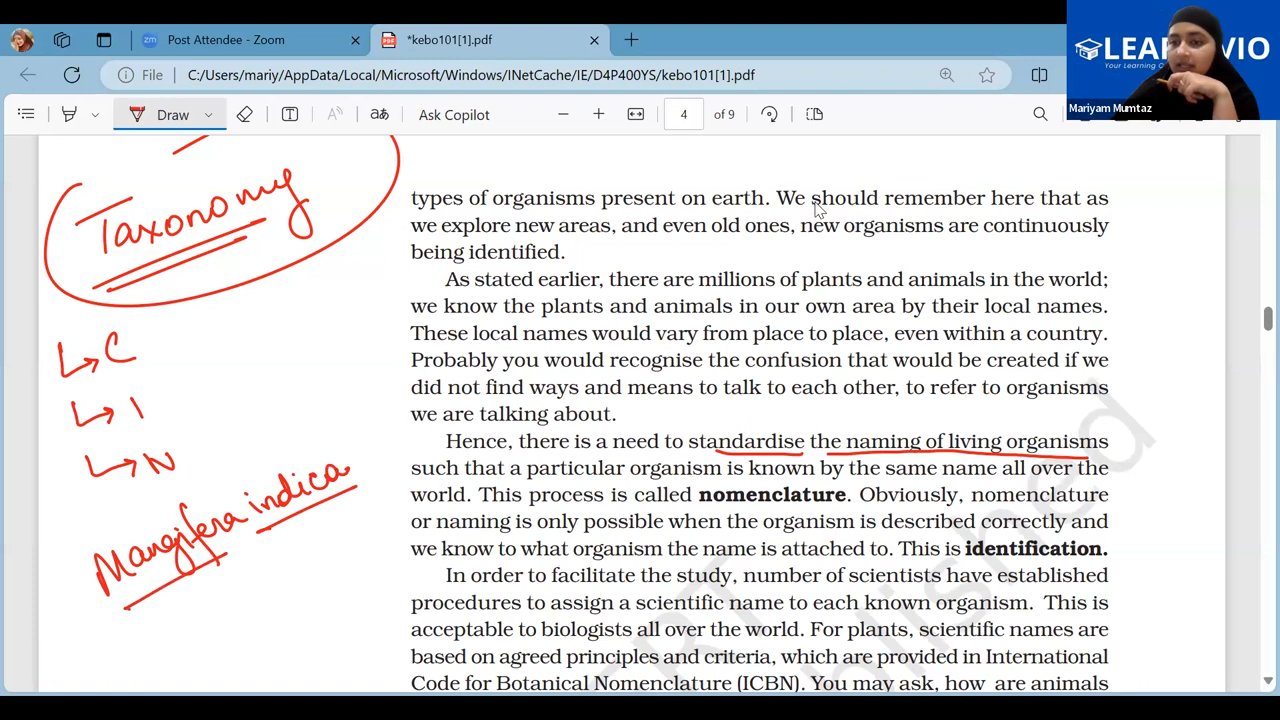 Post Attendee - Zoom
*kebo101[1].pdf
File
C:/Users/mariy/AppData/Local/Microsoft/Windows/INetCache/IE/D4P400YS/kebo101[1].pdf
Your Learning
Mariyam Mumtaz
Draw
Ask Copilot
4 of 9
Taxonomy
C
I
N
Mangifera indica
types of organisms present on earth. We should remember here that as
we explore new areas, and even old ones, new organisms are continuously
being identified.
As stated earlier, there are millions of plants and animals in the world;
we know the plants and animals in our own area by their local names.
These local names would vary from place to place, even within a country.
Probably you would recognise the confusion that would be created if we
did not find ways and means to talk to each other, to refer to organisms
we are talking about.
Hence, there is a need to standardise the naming of living organisms
such that a particular organism is known by the same name all over the
world. This process is called nomenclature. Obviously, nomenclature
or naming is only possible when the organism is described correctly and
we know to what organism the name is attached to. This is identification.
In order to facilitate the study, number of scientists have established
procedures to assign a scientific name to each known organism. This is
acceptable to biologists all over the world. For plants, scientific names are
based on agreed principles and criteria, which are provided in International
Code for Botanical Nomenclature (ICBN). You may ask, how are animals